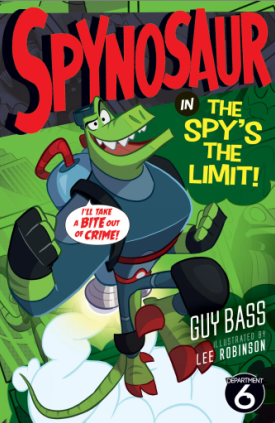 SPYNOSAUR
IN THE
SPY'S
THE
LIMIT!
I'LL TAKE
A BITE OUT
OF CRIME!
GUY BASS
ILLUSTRATED BY
LEE ROBINSON
DEPARTMENT
6